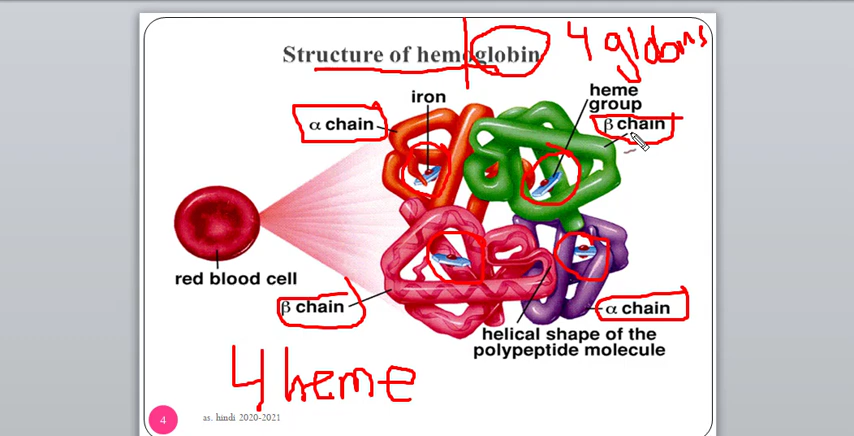 Structure of hemoglobin
4 globins
iron
heme
group
α chain
β chain
red blood cell
β chain
α chain
helical shape of the
polypeptide molecule
4 heme
4
as. hindi 2020-2021